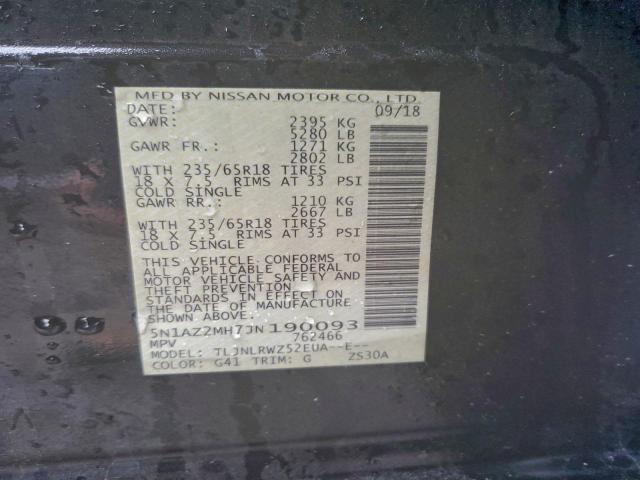 MFD BY NISSAN MOTOR CO., LTD.
DATE: 09/18
GVWR: 2395 KG
5280 LB
GAWR FR.: 1271 KG
2802 LB
WITH 235/65R18 TIRES
18 X 7.5 RIMS AT 33 PSI
COLD SINGLE
GAWR RR.: 1210 KG
2667 LB
WITH 235/65R18 TIRES
18 X 7.5 RIMS AT 33 PSI
COLD SINGLE
THIS VEHICLE CONFORMS TO
ALL APPLICABLE FEDERAL
MOTOR VEHICLE SAFETY AND
THEFT PREVENTION
STANDARDS IN EFFECT ON
THE DATE OF MANUFACTURE
SHOWN ABOVE:
5N1AZ2MH7JN190093
MPV 762466
MODEL: TLJNLRWZ52EUA--E--
COLOR: G41 TRIM: G ZS30A